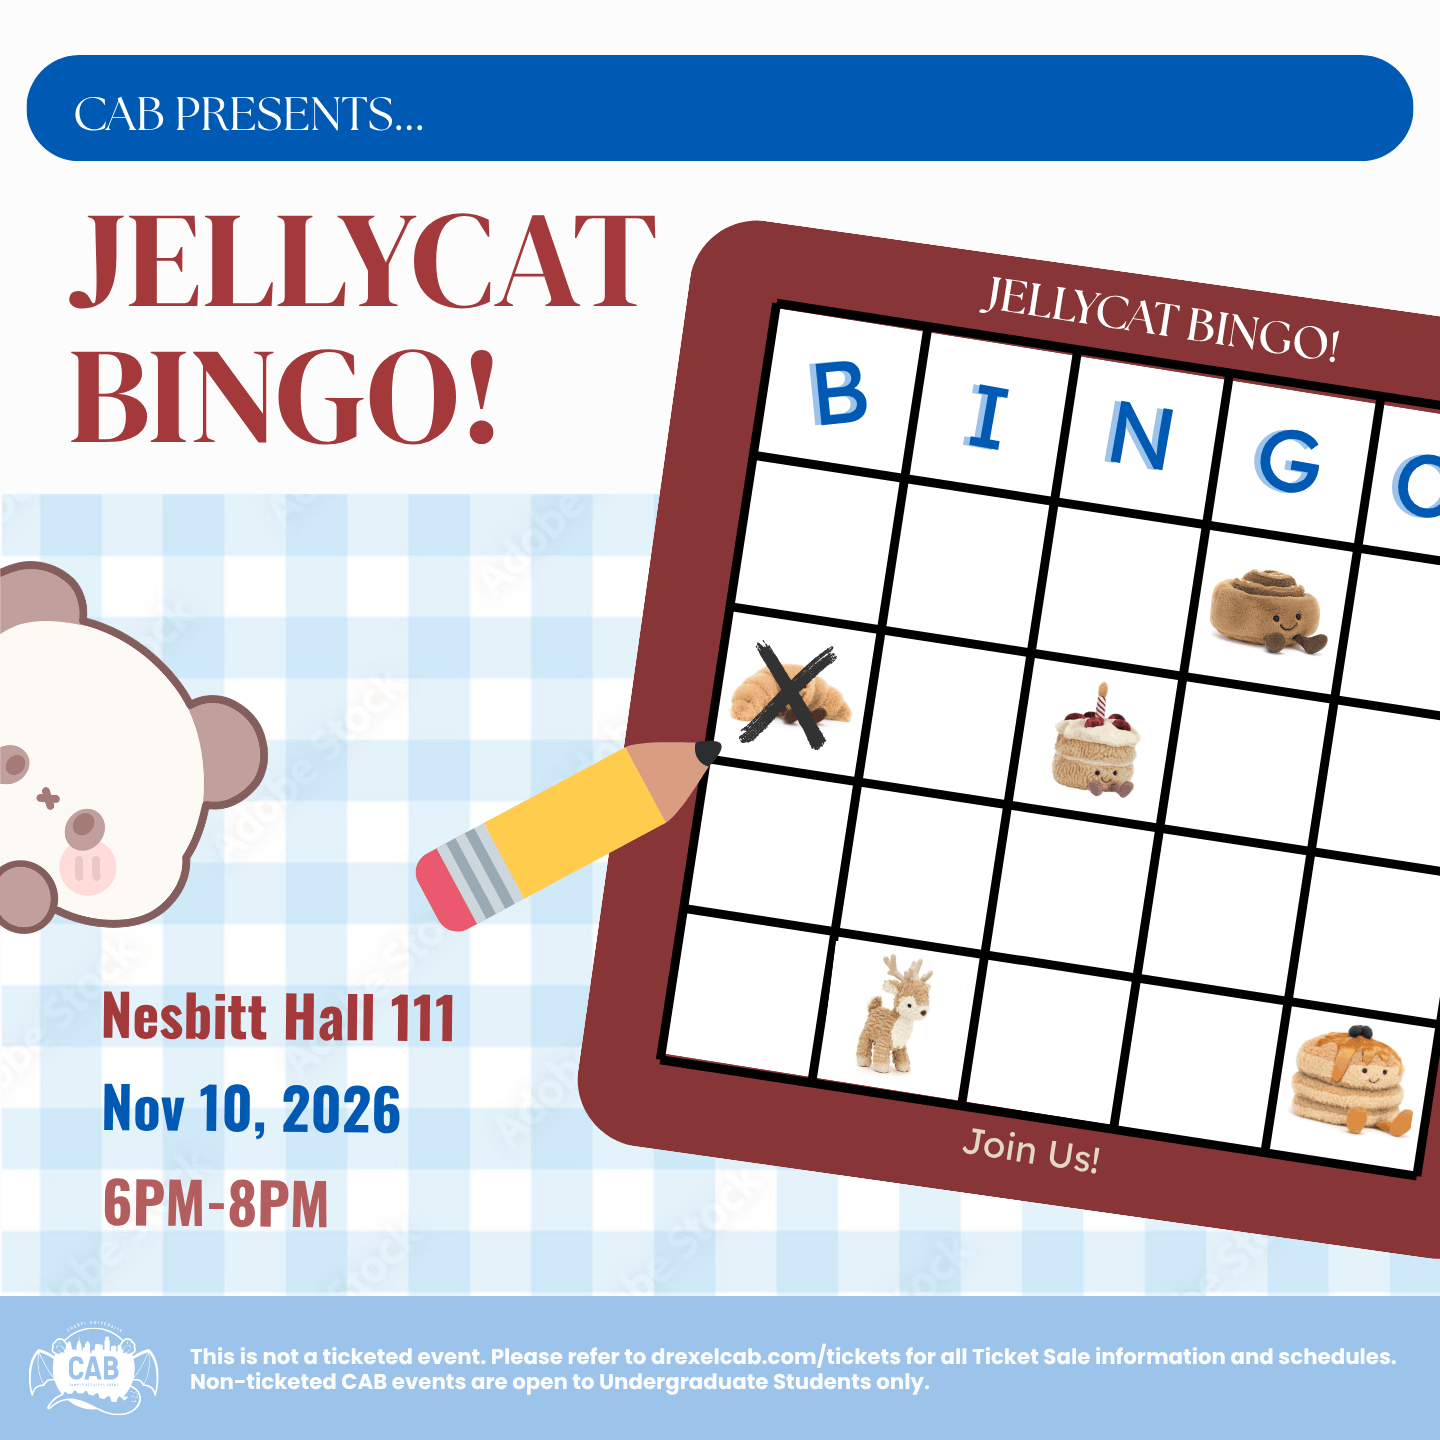 CAB PRESENTS...
JELLYCAT
BINGO!
JELLYCAT BINGO!
B I N G O
Nesbitt Hall 111
Nov 10, 2026
6PM-8PM
Join Us!
CAB
This is not a ticketed event. Please refer to drexelcab.com/tickets for all Ticket Sale information and schedules.
Non-ticketed CAB events are open to Undergraduate Students only.
Adobe Stock